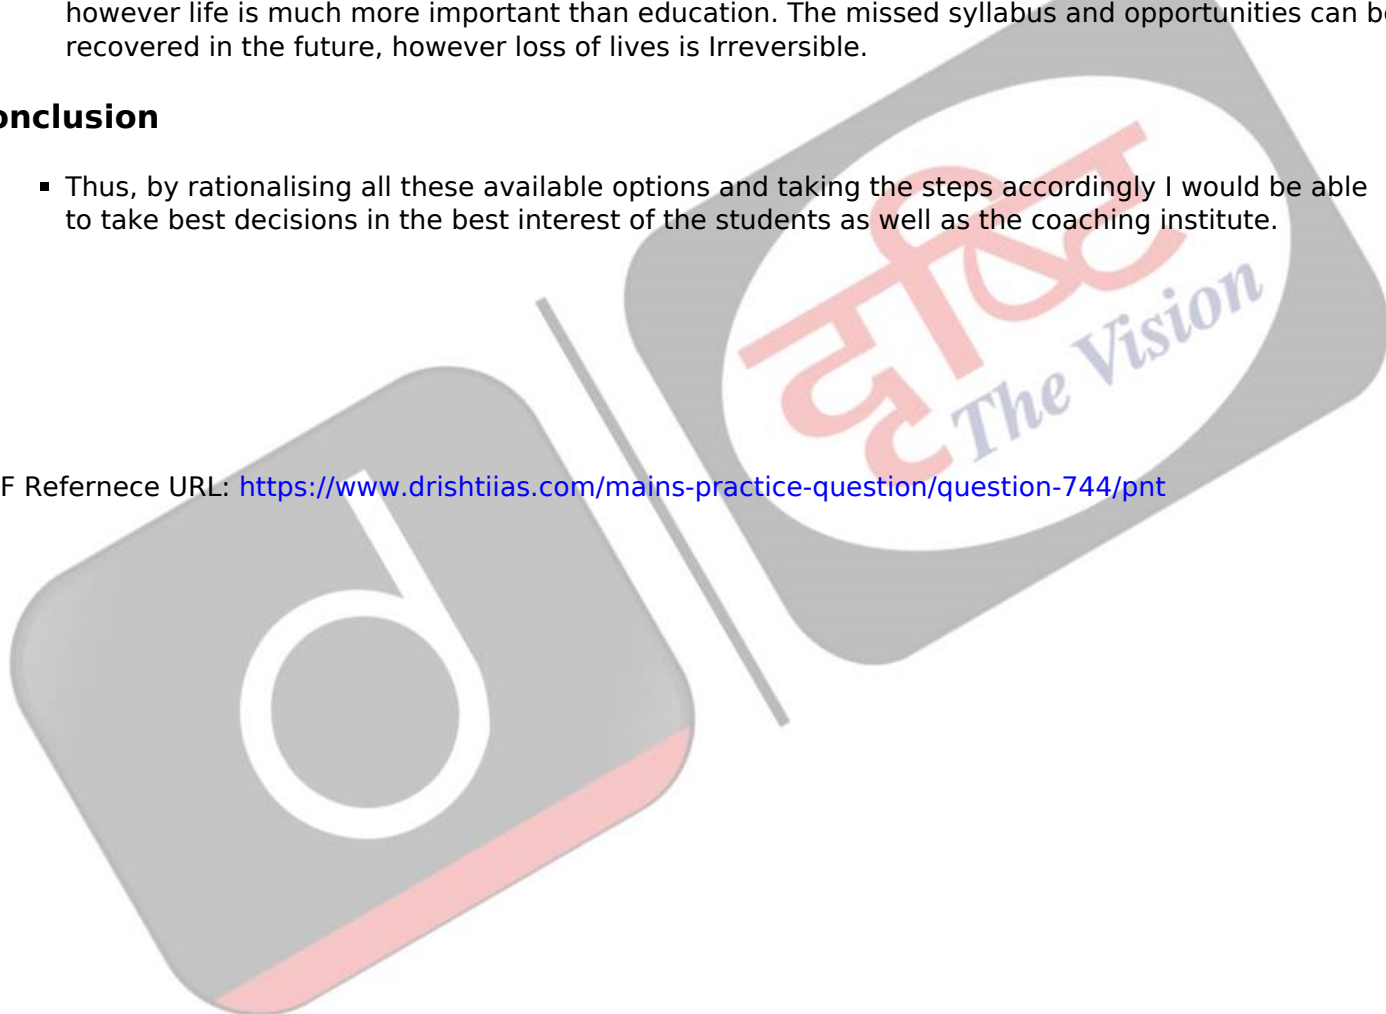 however life is much more important than education. The missed syllabus and opportunities can be
recovered in the future, however loss of lives is Irreversible.
onclusion
Thus, by rationalising all these available options and taking the steps accordingly I would be able
to take best decisions in the best interest of the students as well as the coaching institute.
दृष्टि
The Vision
F Refernece URL: https://www.drishtiias.com/mains-practice-question/question-744/pnt
d